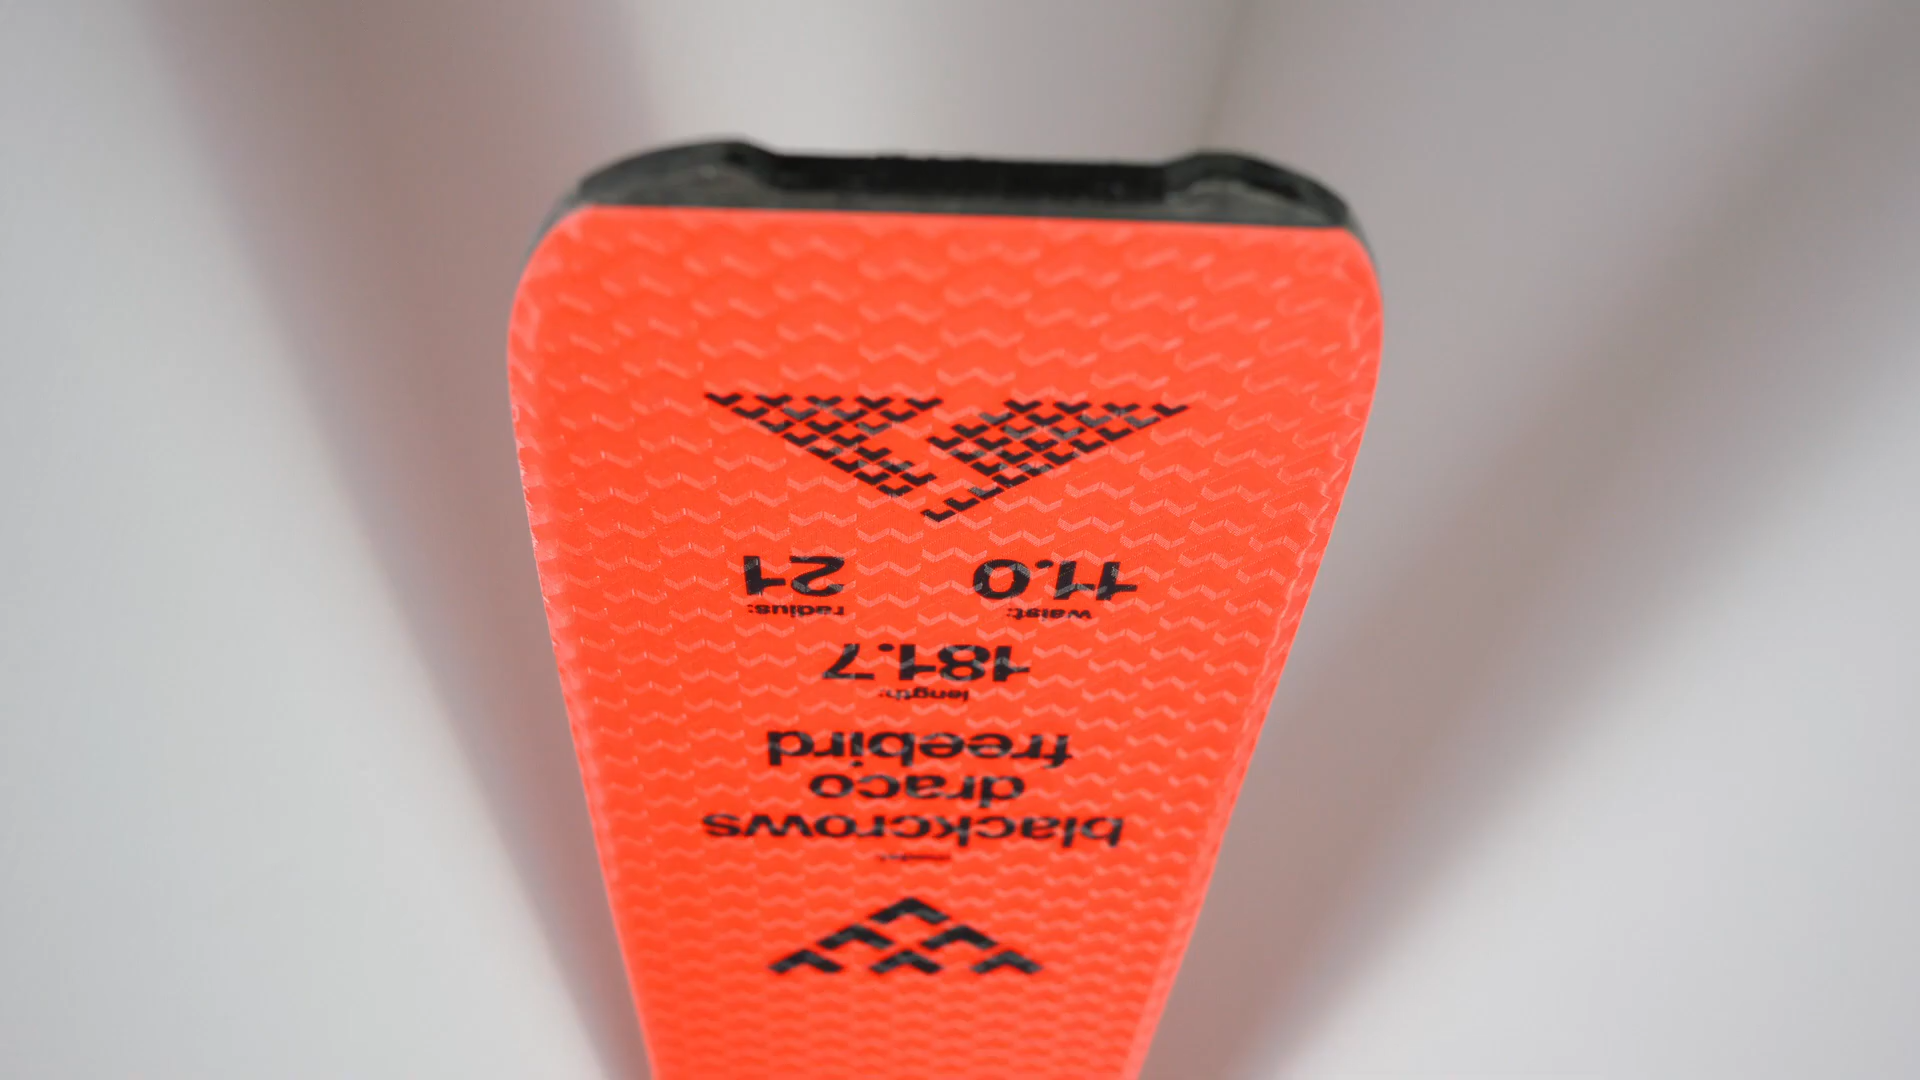 blackcrows
draco
freebird
length:
181.7
waist: radius:
11.0 21